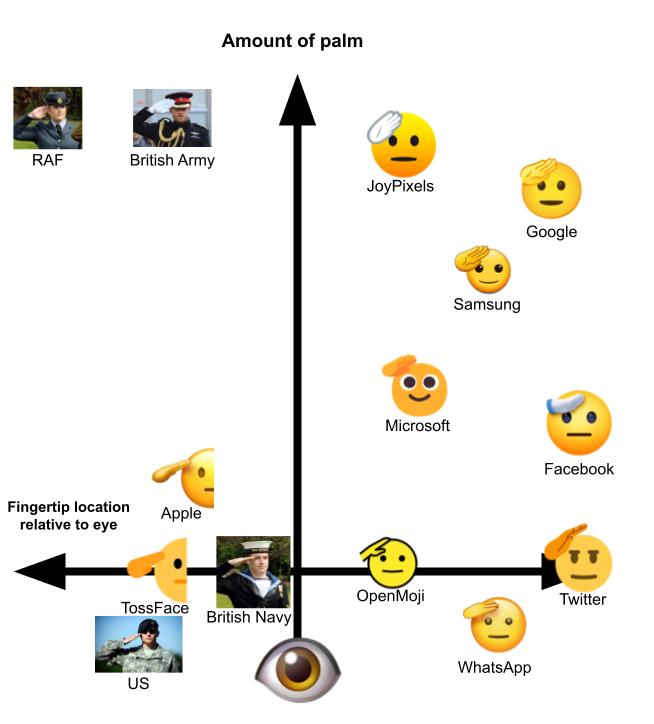 Amount of palm
RAF
British Army
JoyPixels
Google
Samsung
Microsoft
Facebook
Fingertip location
relative to eye
Apple
TossFace
British Navy
OpenMoji
Twitter
US
WhatsApp